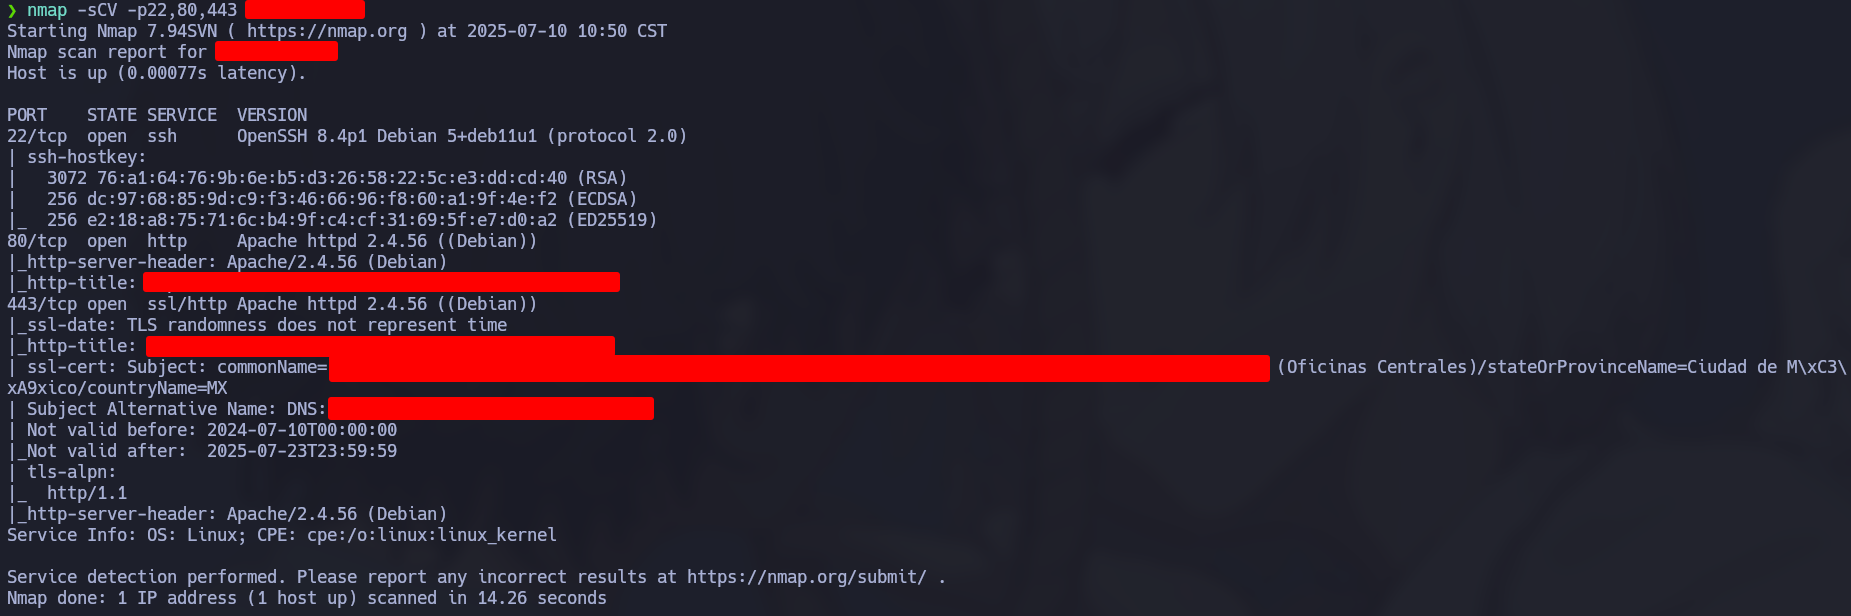 ❯ nmap -sCV -p22,80,443
Starting Nmap 7.94SVN ( https://nmap.org ) at 2025-07-10 10:50 CST
Nmap scan report for
Host is up (0.00077s latency).
PORT    STATE SERVICE  VERSION
22/tcp  open  ssh      OpenSSH 8.4p1 Debian 5+deb11u1 (protocol 2.0)
| ssh-hostkey:
|   3072 76:a1:64:76:9b:6e:b5:d3:26:58:22:5c:e3:dd:cd:40 (RSA)
|   256 dc:97:68:85:9d:c9:f3:46:66:96:f8:60:a1:9f:4e:f2 (ECDSA)
|_  256 e2:18:a8:75:71:6c:b4:9f:c4:cf:31:69:5f:e7:d0:a2 (ED25519)
80/tcp  open  http     Apache httpd 2.4.56 ((Debian))
|_http-server-header: Apache/2.4.56 (Debian)
|_http-title:
443/tcp open  ssl/http Apache httpd 2.4.56 ((Debian))
|_ssl-date: TLS randomness does not represent time
|_http-title:
| ssl-cert: Subject: commonName= (Oficinas Centrales)/stateOrProvinceName=Ciudad de M\xC3\
xA9xico/countryName=MX
| Subject Alternative Name: DNS:
| Not valid before: 2024-07-10T00:00:00
|_Not valid after:  2025-07-23T23:59:59
| tls-alpn:
|_  http/1.1
|_http-server-header: Apache/2.4.56 (Debian)
Service Info: OS: Linux; CPE: cpe:/o:linux:linux_kernel
Service detection performed. Please report any incorrect results at https://nmap.org/submit/ .
Nmap done: 1 IP address (1 host up) scanned in 14.26 seconds